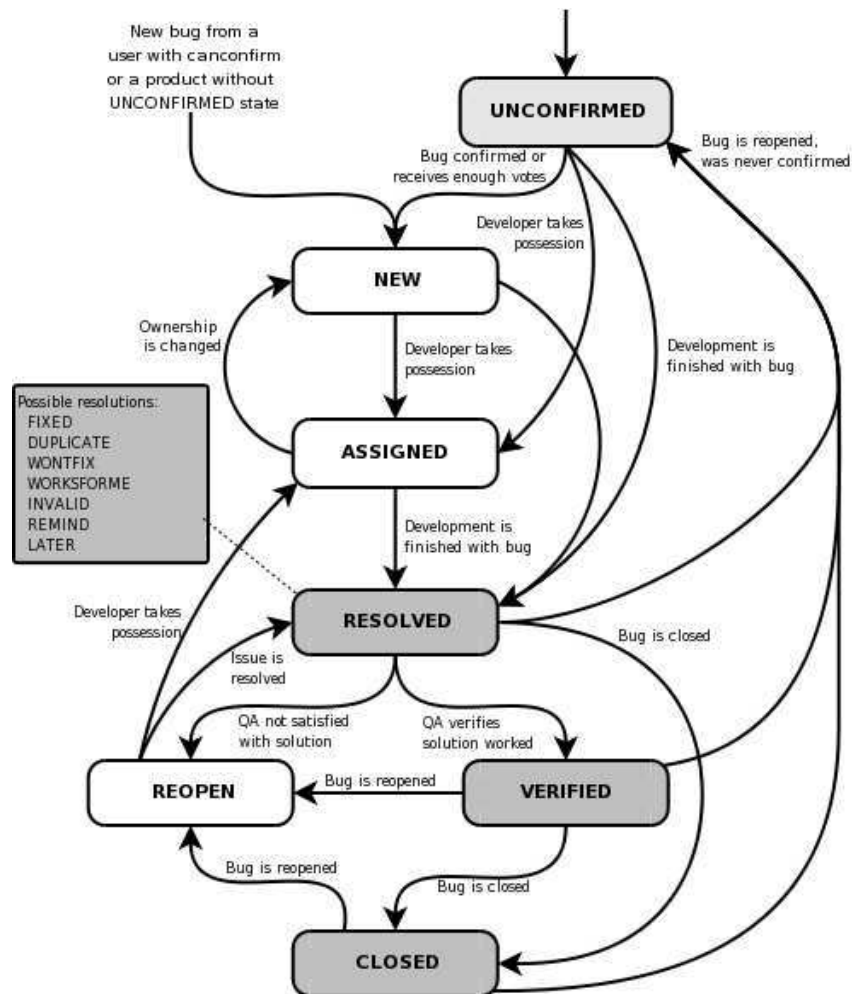 New bug from a
user with canconfirm
or a product without
UNCONFIRMED state
UNCONFIRMED
Bug is reopened,
was never confirmed
Bug confirmed or
receives enough votes
Developer takes
possession
NEW
Ownership
is changed
Developer takes
possession
Development is
finished with bug
Possible resolutions:
FIXED
DUPLICATE
WONTFIX
WORKSFORME
INVALID
REMIND
LATER
ASSIGNED
Development is
finished with bug
Developer takes
possession
RESOLVED
Bug is closed
Issue is
resolved
QA not satisfied
with solution
QA verifies
solution worked
REOPEN
Bug is reopened
VERIFIED
Bug is reopened
Bug is closed
CLOSED